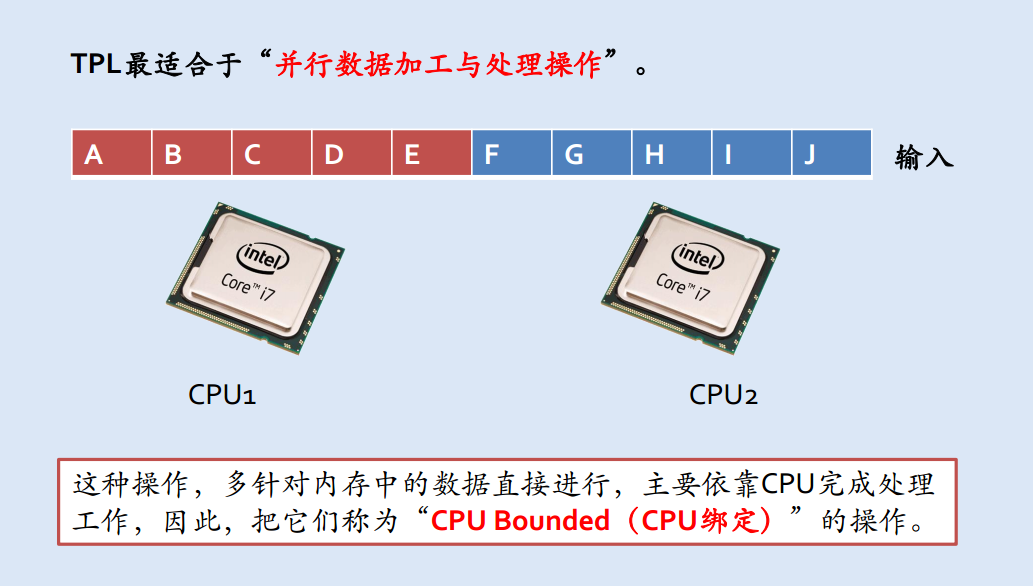 TPL最适合于“并行数据加工与处理操作”。
A B C D E F G H I J 输入
intel Core™ i7
intel Core™ i7
CPU1 CPU2
这种操作，多针对内存中的数据直接进行，主要依靠CPU完成处理
工作，因此，把它们称为“CPU Bounded（CPU绑定）”的操作。